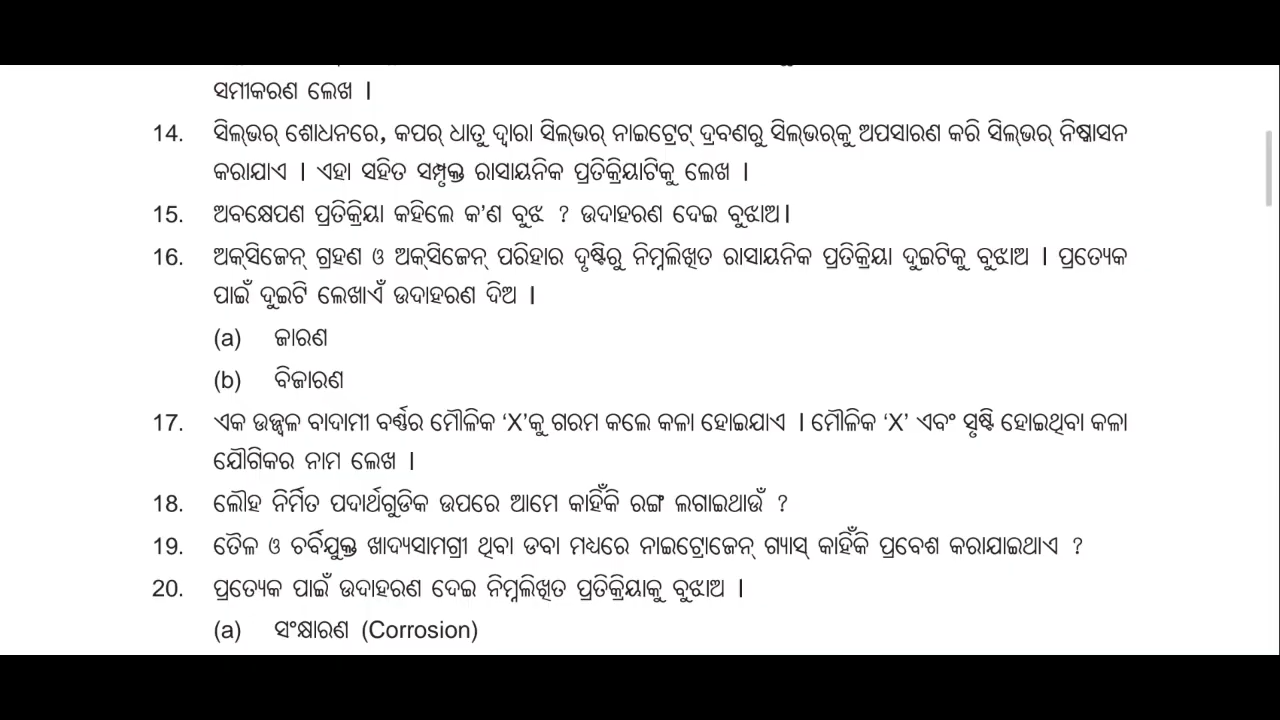 ସମୀକରଣ ଲେଖ ।
14. ସିଲ୍‌ଭର୍ ଶୋଧନରେ, କପର୍ ଧାତୁ ଦ୍ୱାରା ସିଲ୍‌ଭର୍ ନାଇଟ୍ରେଟ୍ ଦ୍ରବଣରୁ ସିଲ୍‌ଭର୍‌କୁ ଅପସାରଣ କରି ସିଲ୍‌ଭର୍ ନିଷ୍କାସନ
କରାଯାଏ । ଏହା ସହିତ ସମ୍ପୃକ୍ତ ରାସାୟନିକ ପ୍ରତିକ୍ରିୟାଟିକୁ ଲେଖ ।
15. ଅବକ୍ଷେପଣ ପ୍ରତିକ୍ରିୟା କହିଲେ କ'ଣ ବୁଝ ? ଉଦାହରଣ ଦେଇ ବୁଝାଅ।
16. ଅକ୍‌ସିଜେନ୍ ଗ୍ରହଣ ଓ ଅକ୍‌ସିଜେନ୍ ପରିହାର ଦୃଷ୍ଟିରୁ ନିମ୍ନଲିଖିତ ରାସାୟନିକ ପ୍ରତିକ୍ରିୟା ଦୁଇଟିକୁ ବୁଝାଅ । ପ୍ରତ୍ୟେକ
ପାଇଁ ଦୁଇଟି ଲେଖାଏଁ ଉଦାହରଣ ଦିଅ ।
(a) ଜାରଣ
(b) ବିଜାରଣ
17. ଏକ ଉଜ୍ଜ୍ୱଳ ବାଦାମୀ ବର୍ଣ୍ଣର ମୌଳିକ ‘X’କୁ ଗରମ କଲେ କଳା ହୋଇଯାଏ । ମୌଳିକ ‘X’ ଏବଂ ସୃଷ୍ଟି ହୋଇଥିବା କଳା
ଯୌଗିକର ନାମ ଲେଖ ।
18. ଲୌହ ନିର୍ମିତ ପଦାର୍ଥଗୁଡିକ ଉପରେ ଆମେ କାହିଁକି ରଙ୍ଗ ଲଗାଇଥାଉଁ ?
19. ତୈଳ ଓ ଚର୍ବିଯୁକ୍ତ ଖାଦ୍ୟସାମଗ୍ରୀ ଥିବା ଡବା ମଧ୍ୟରେ ନାଇଟ୍ରୋଜେନ୍ ଗ୍ୟାସ୍ କାହିଁକି ପ୍ରବେଶ କରାଯାଇଥାଏ ?
20. ପ୍ରତ୍ୟେକ ପାଇଁ ଉଦାହରଣ ଦେଇ ନିମ୍ନଲିଖିତ ପ୍ରତିକ୍ରିୟାକୁ ବୁଝାଅ ।
(a) ସଂକ୍ଷାରଣ (Corrosion)